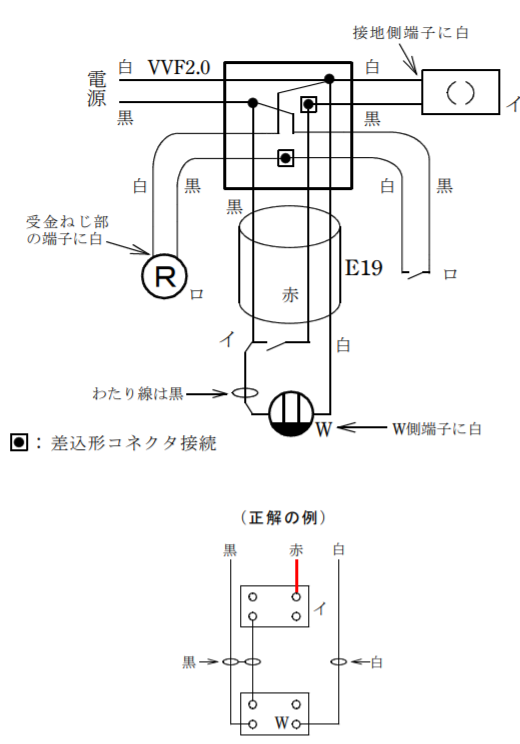 接地側端子に白
白 VVF2.0 白
電源
黒 黒
イ
白 黒 白 黒
黒
受金ねじ部
の端子に白
R
ロ
E19
ロ
赤
イ 白
わたり線は黒
W
W側端子に白
：差込形コネクタ接続
（正解の例）
黒 赤 白
イ
黒 白
W